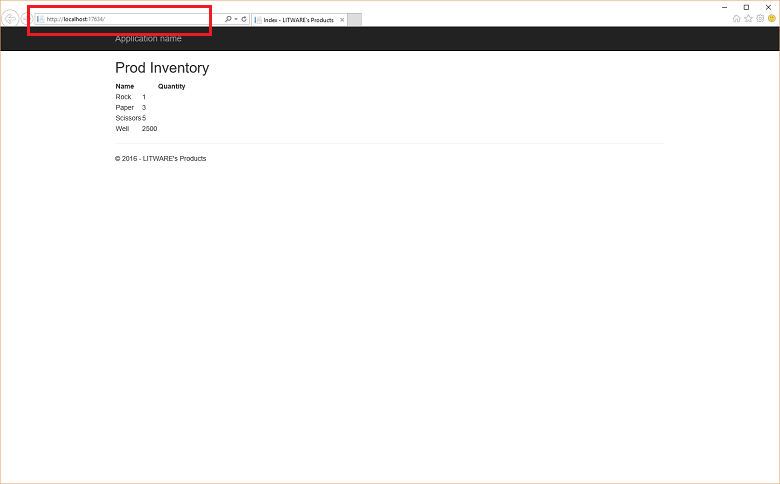 http://localhost:17634/
Index - LITWARE's Products
Application name
Prod Inventory
Name Quantity
Rock 1
Paper 3
Scissors 5
Well 2500
© 2016 - LITWARE's Products